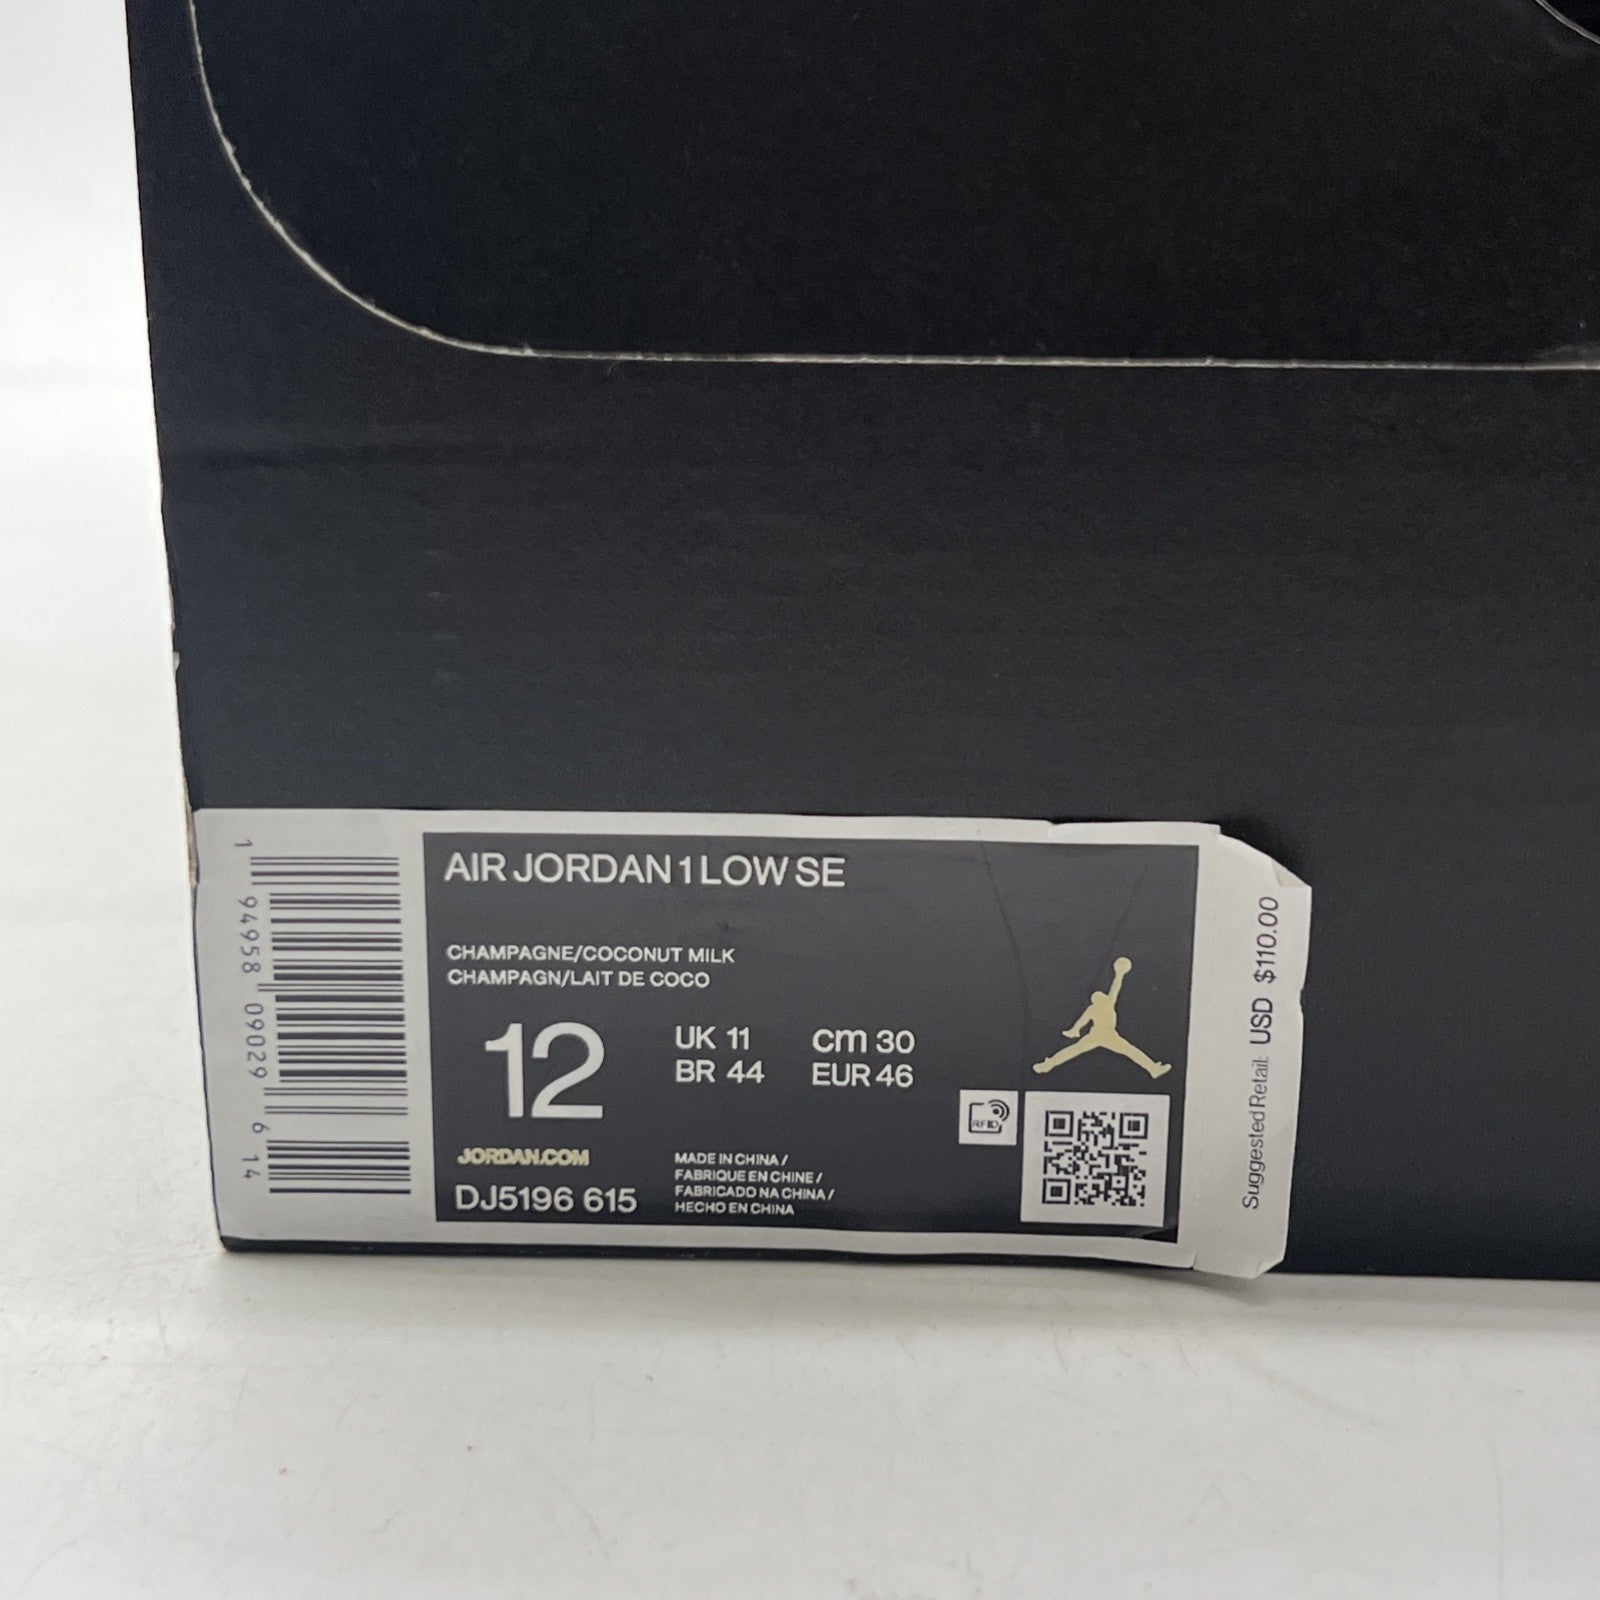 AIR JORDAN 1 LOW SE
CHAMPAGNE/COCONUT MILK
CHAMPAGN/LAIT DE COCO
12
UK 11
BR 44
cm 30
EUR 46
JORDAN.COM
DJ5196 615
MADE IN CHINA /
FABRIQUE EN CHINE /
FABRICADO NA CHINA /
HECHO EN CHINA
RFID
1 94958 09029 6 14
Suggested Retail: USD $110.00